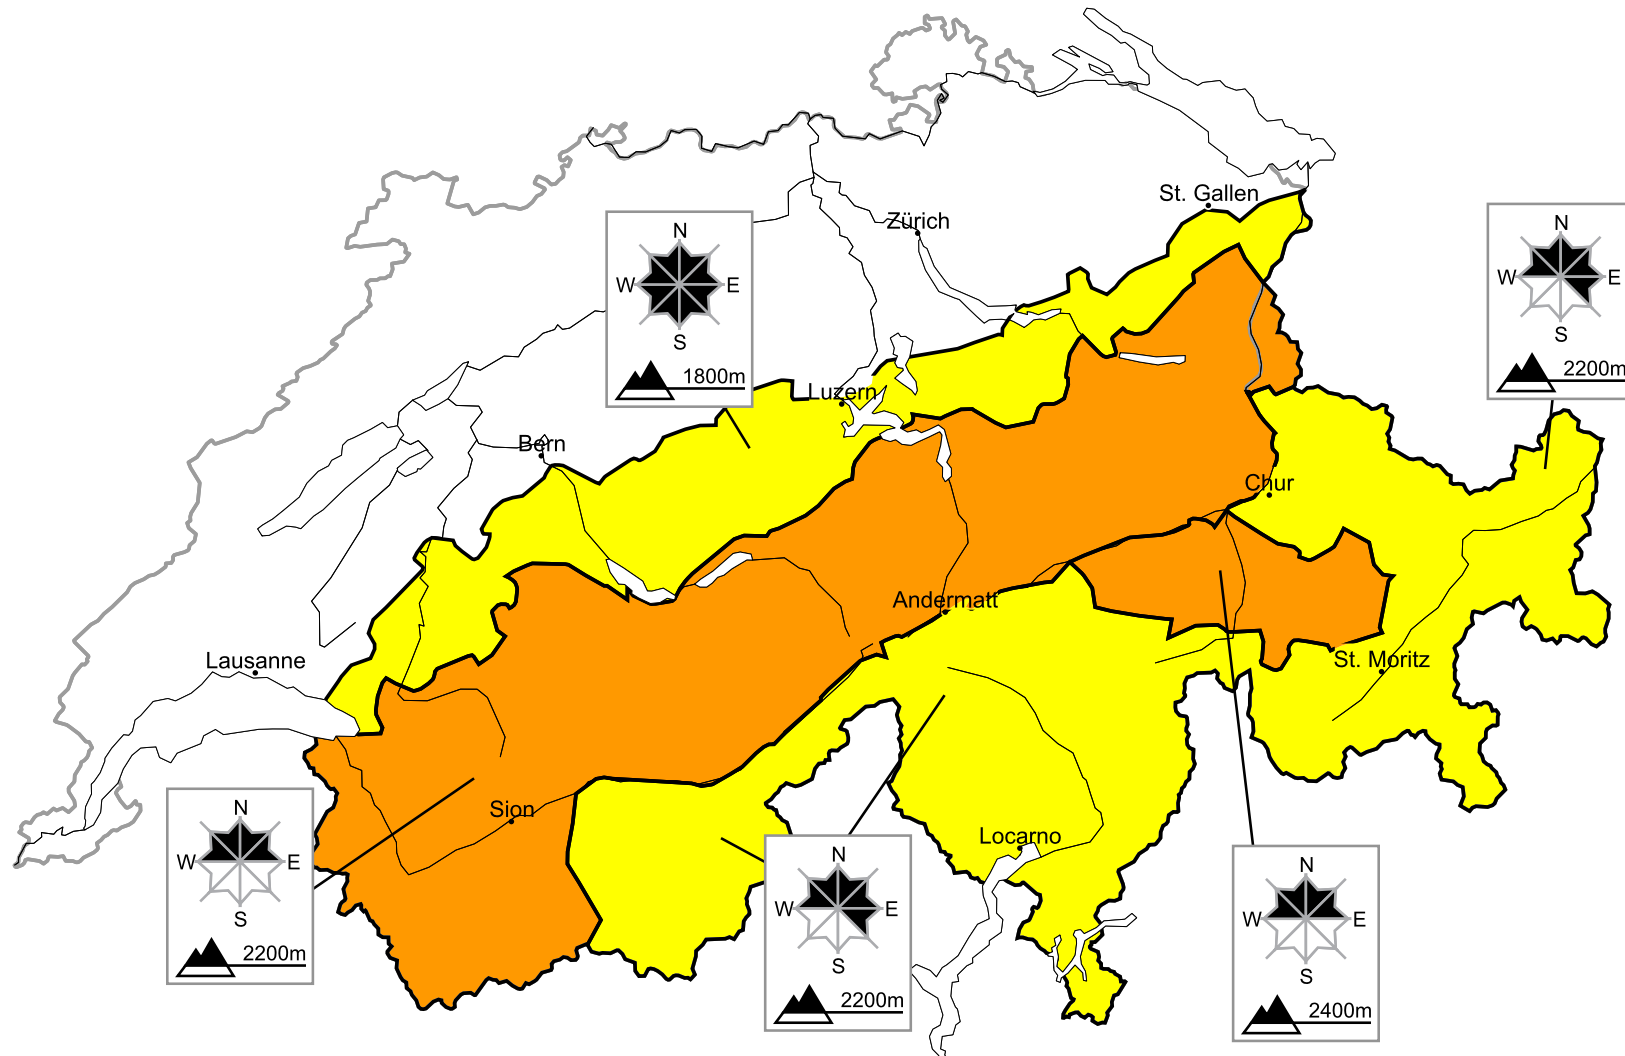 St. Gallen
Zürich
N
W E
S
1800m
N
W E
S
2200m
Luzern
Bern
Chur
Andermatt
Lausanne
St. Moritz
Sion
Locarno
N
W E
S
2200m
N
W E
S
2200m
N
W E
S
2400m